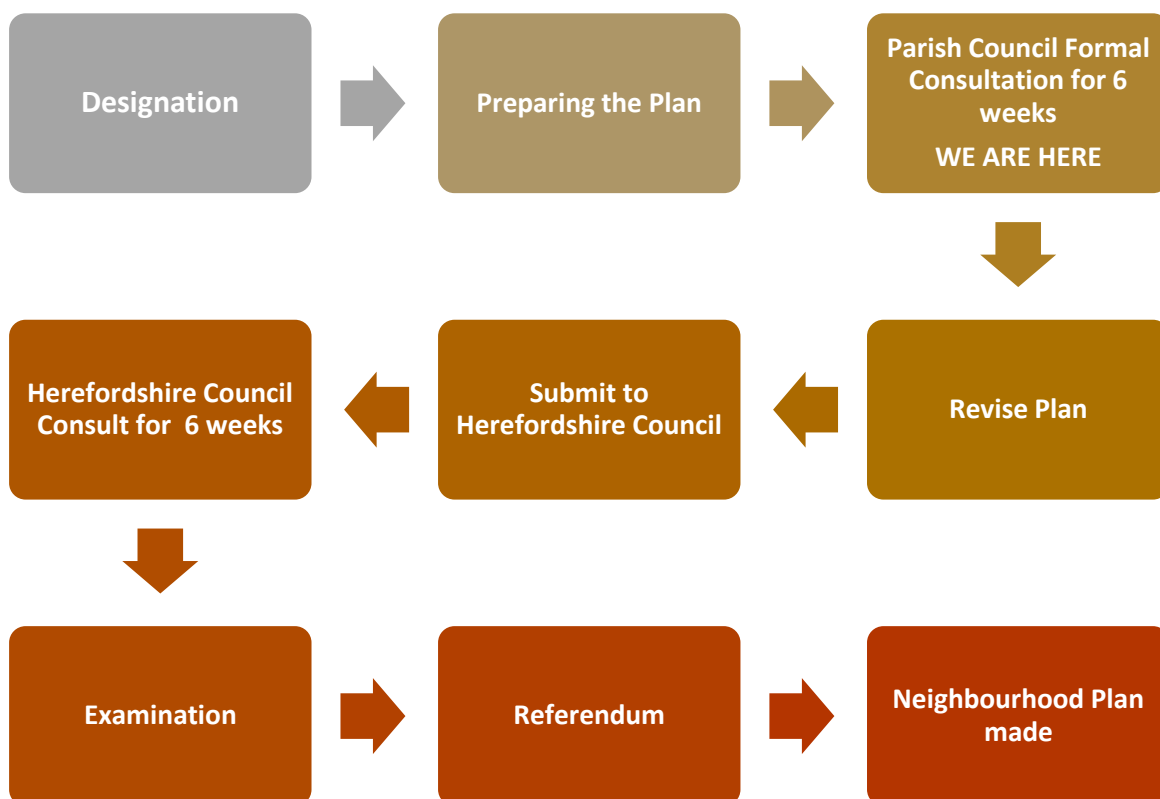 Designation
Preparing the Plan
Parish Council Formal
Consultation for 6
weeks
WE ARE HERE
Revise Plan
Submit to
Herefordshire Council
Herefordshire Council
Consult for 6 weeks
Examination
Referendum
Neighbourhood Plan
made